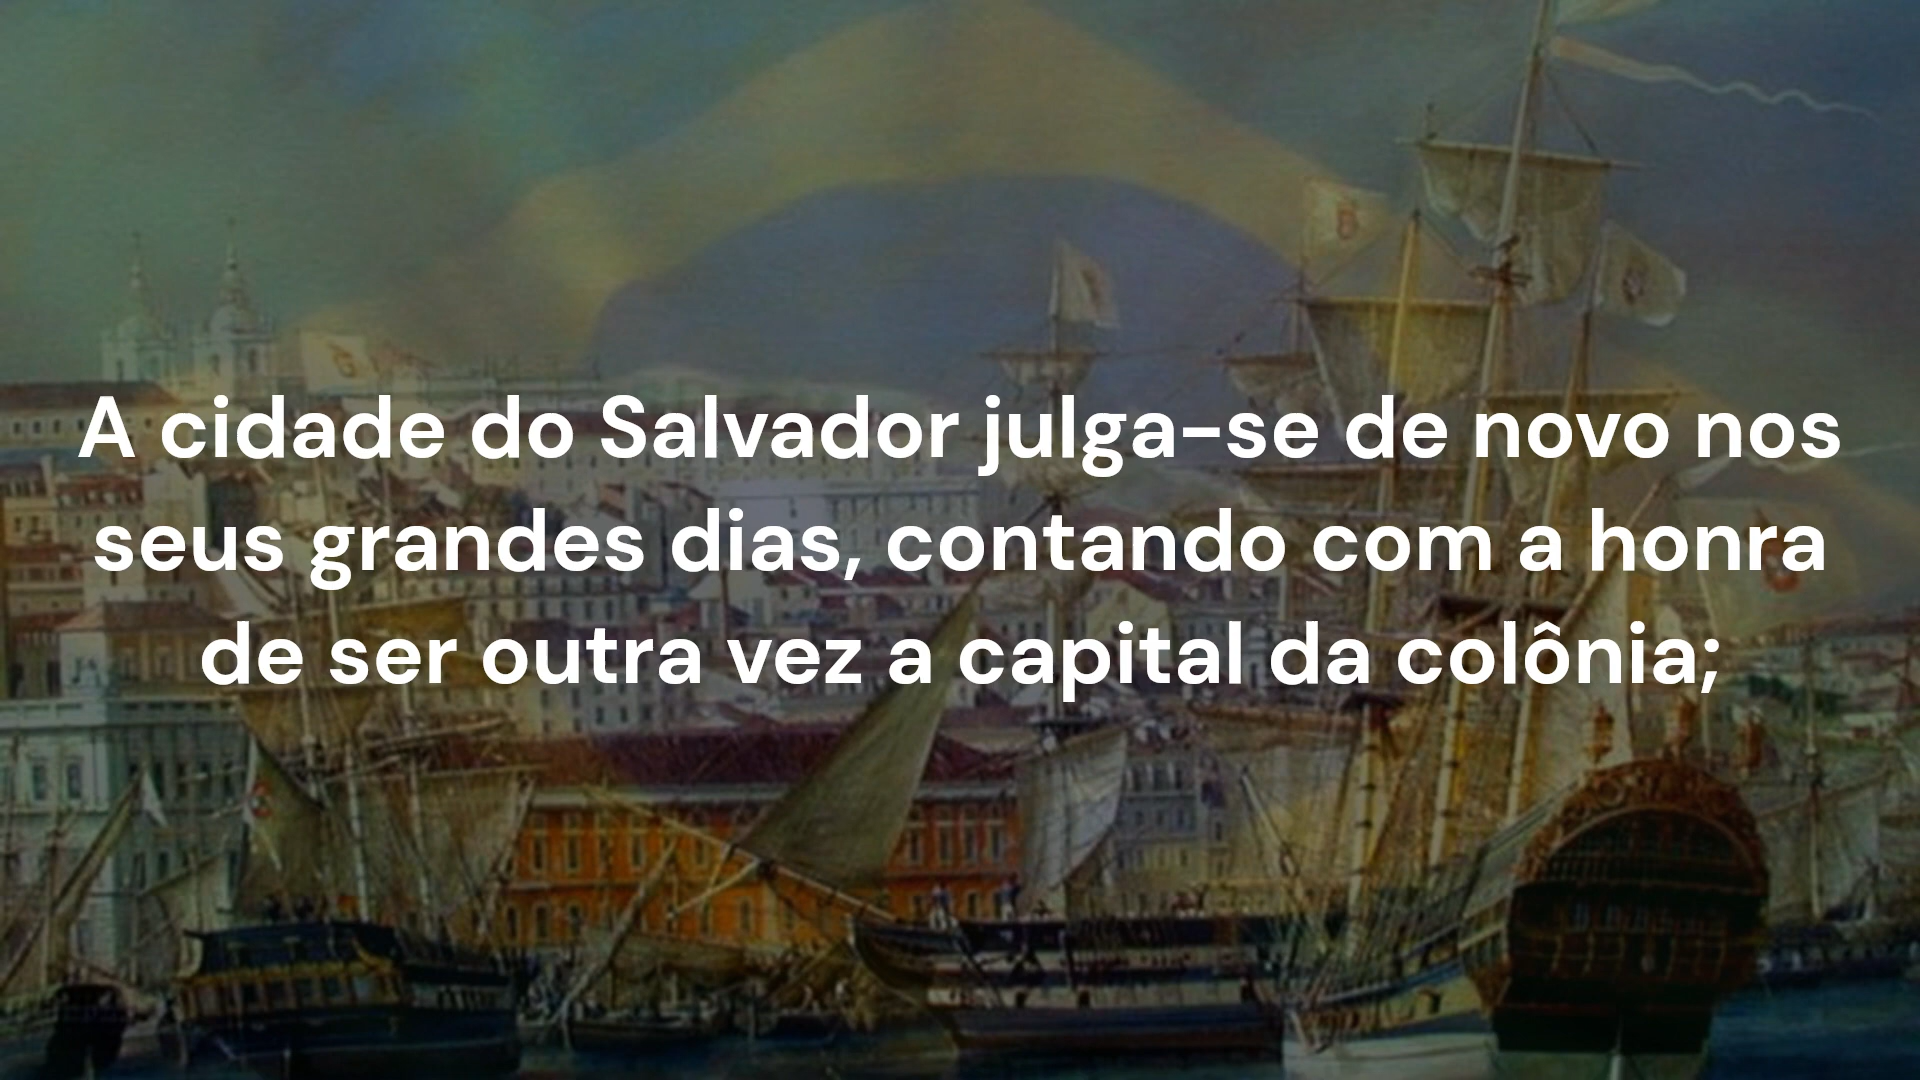 A cidade do Salvador julga-se de novo nos
seus grandes dias, contando com a honra
de ser outra vez a capital da colônia;